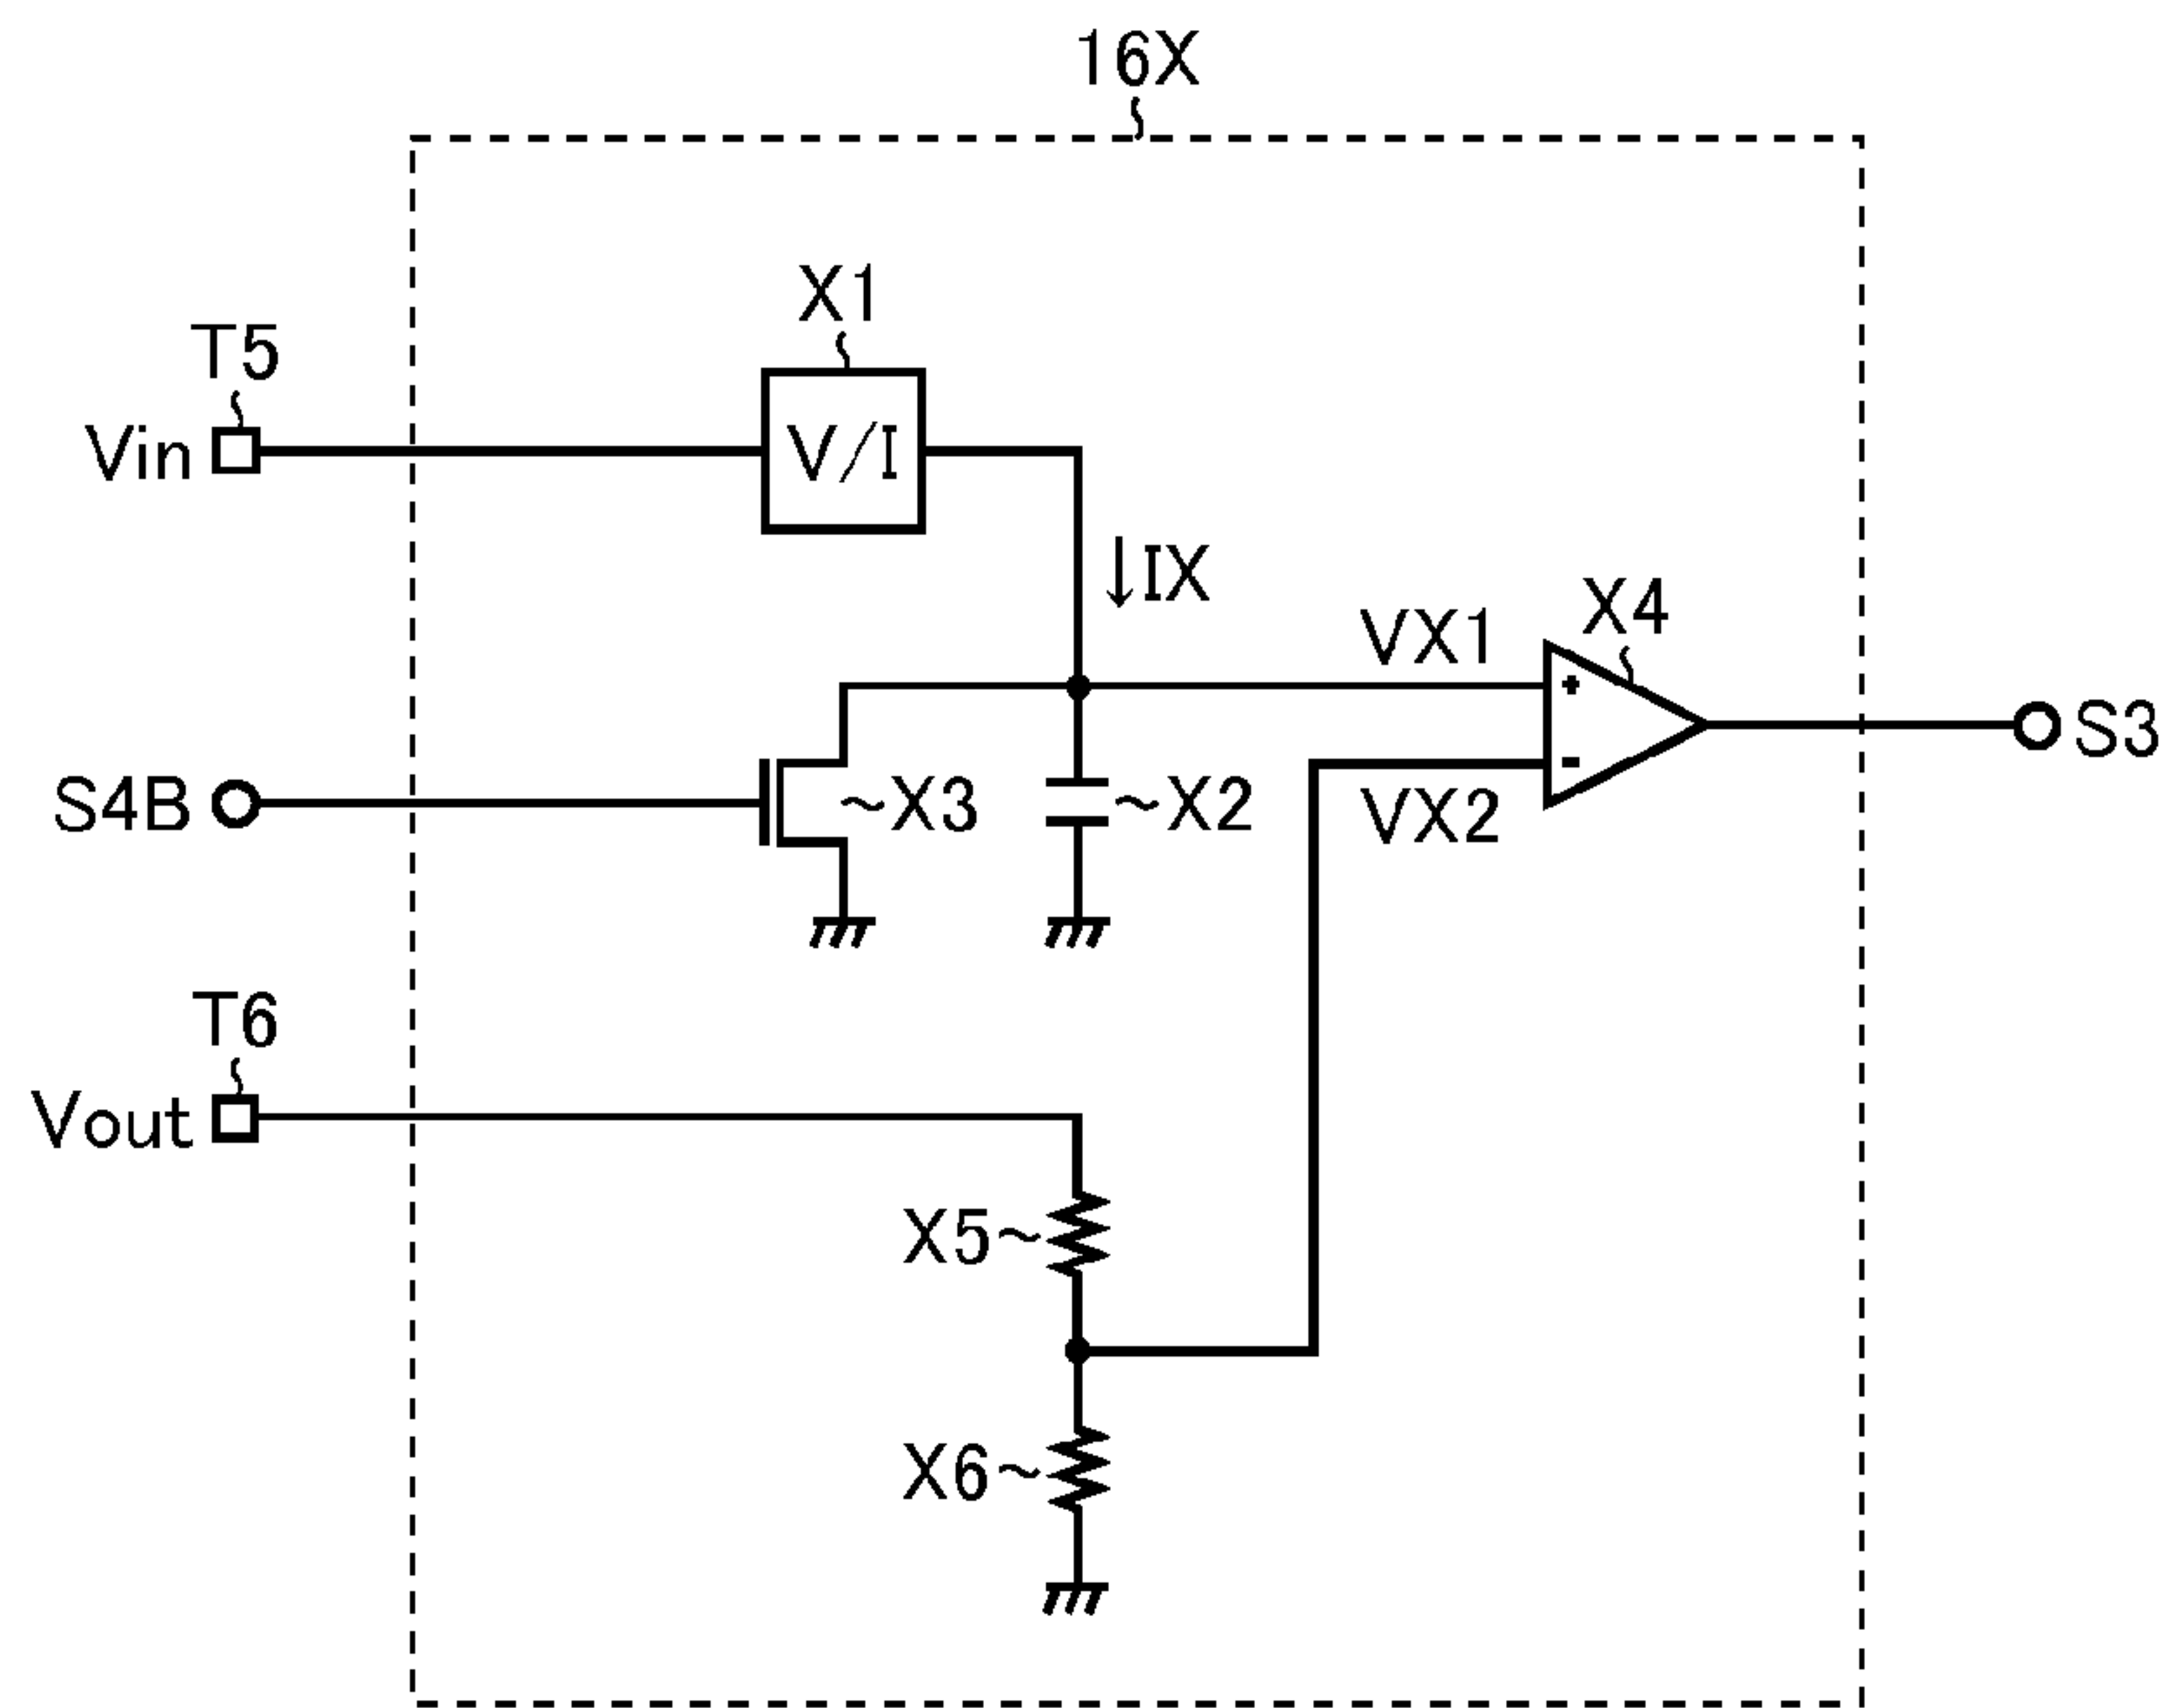 16X
X1
T5
Vin
V/I
↓IX
X4
VX1
S3
S4B
~X3
~X2
VX2
T6
Vout
X5~
X6~
+
-